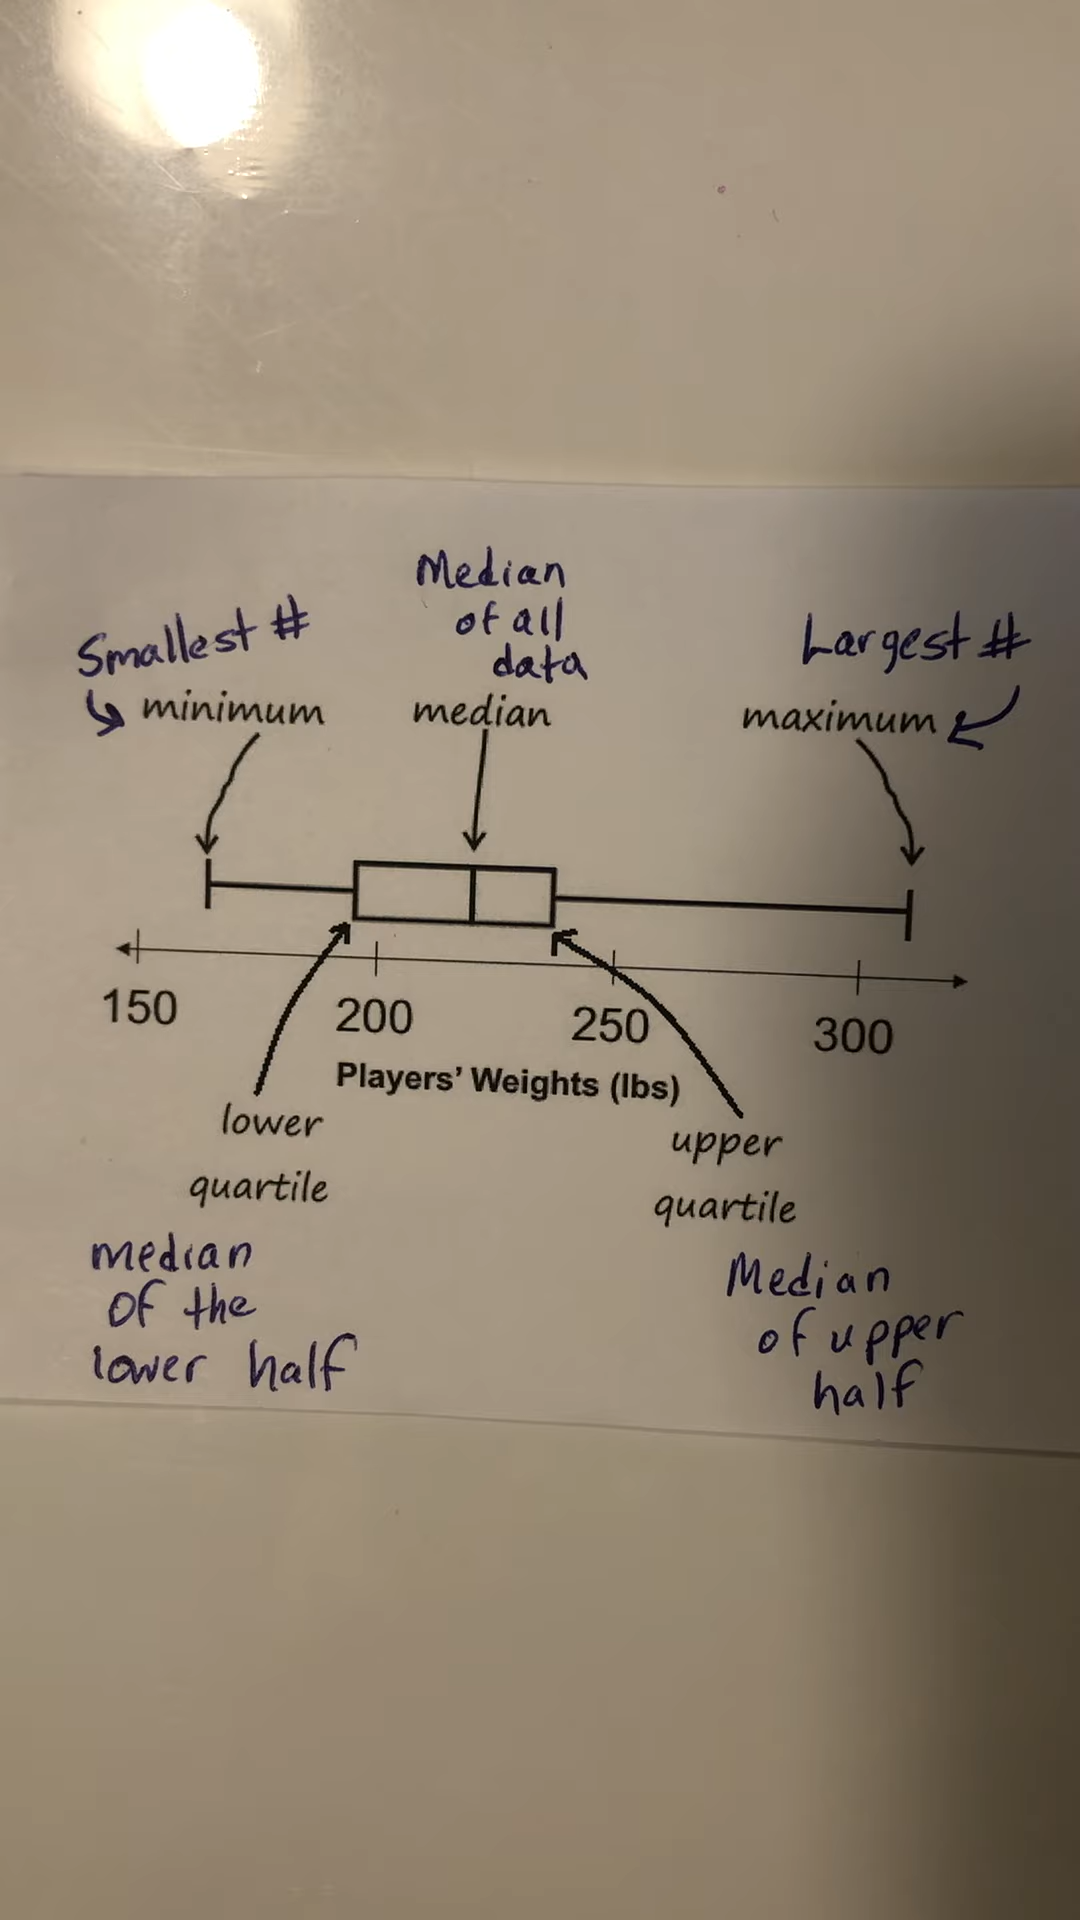 Median
of all
data
Smallest #
minimum
median
Largest #
maximum
150
200
250
300
Players' Weights (lbs)
lower
quartile
upper
quartile
median
of the
lower half
Median
of upper
half